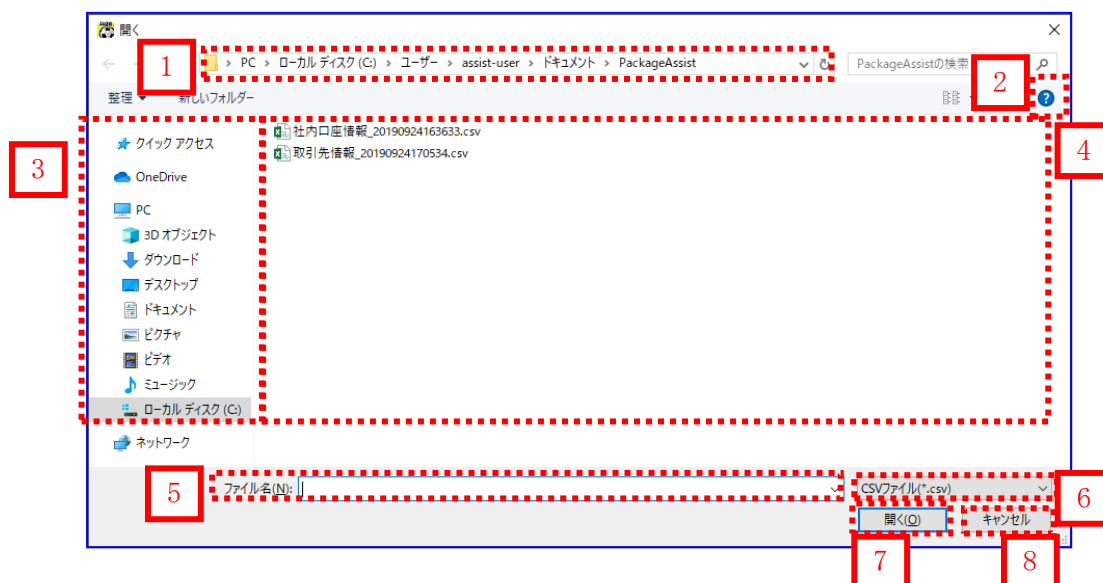 開く
1
PC > ローカル ディスク (C:) > ユーザー > assist-user > ドキュメント > PackageAssist
PackageAssistの検索
2
整理
新しいフォルダー
3
4
クイック アクセス
OneDrive
PC
3D オブジェクト
ダウンロード
デスクトップ
ドキュメント
ピクチャ
ビデオ
ミュージック
ローカル ディスク (C:)
ネットワーク
社内口座情報_20190924163633.csv
取引先情報_20190924170534.csv
5
ファイル名(N):
CSVファイル(*.csv)
6
開く(O)
キャンセル
7
8